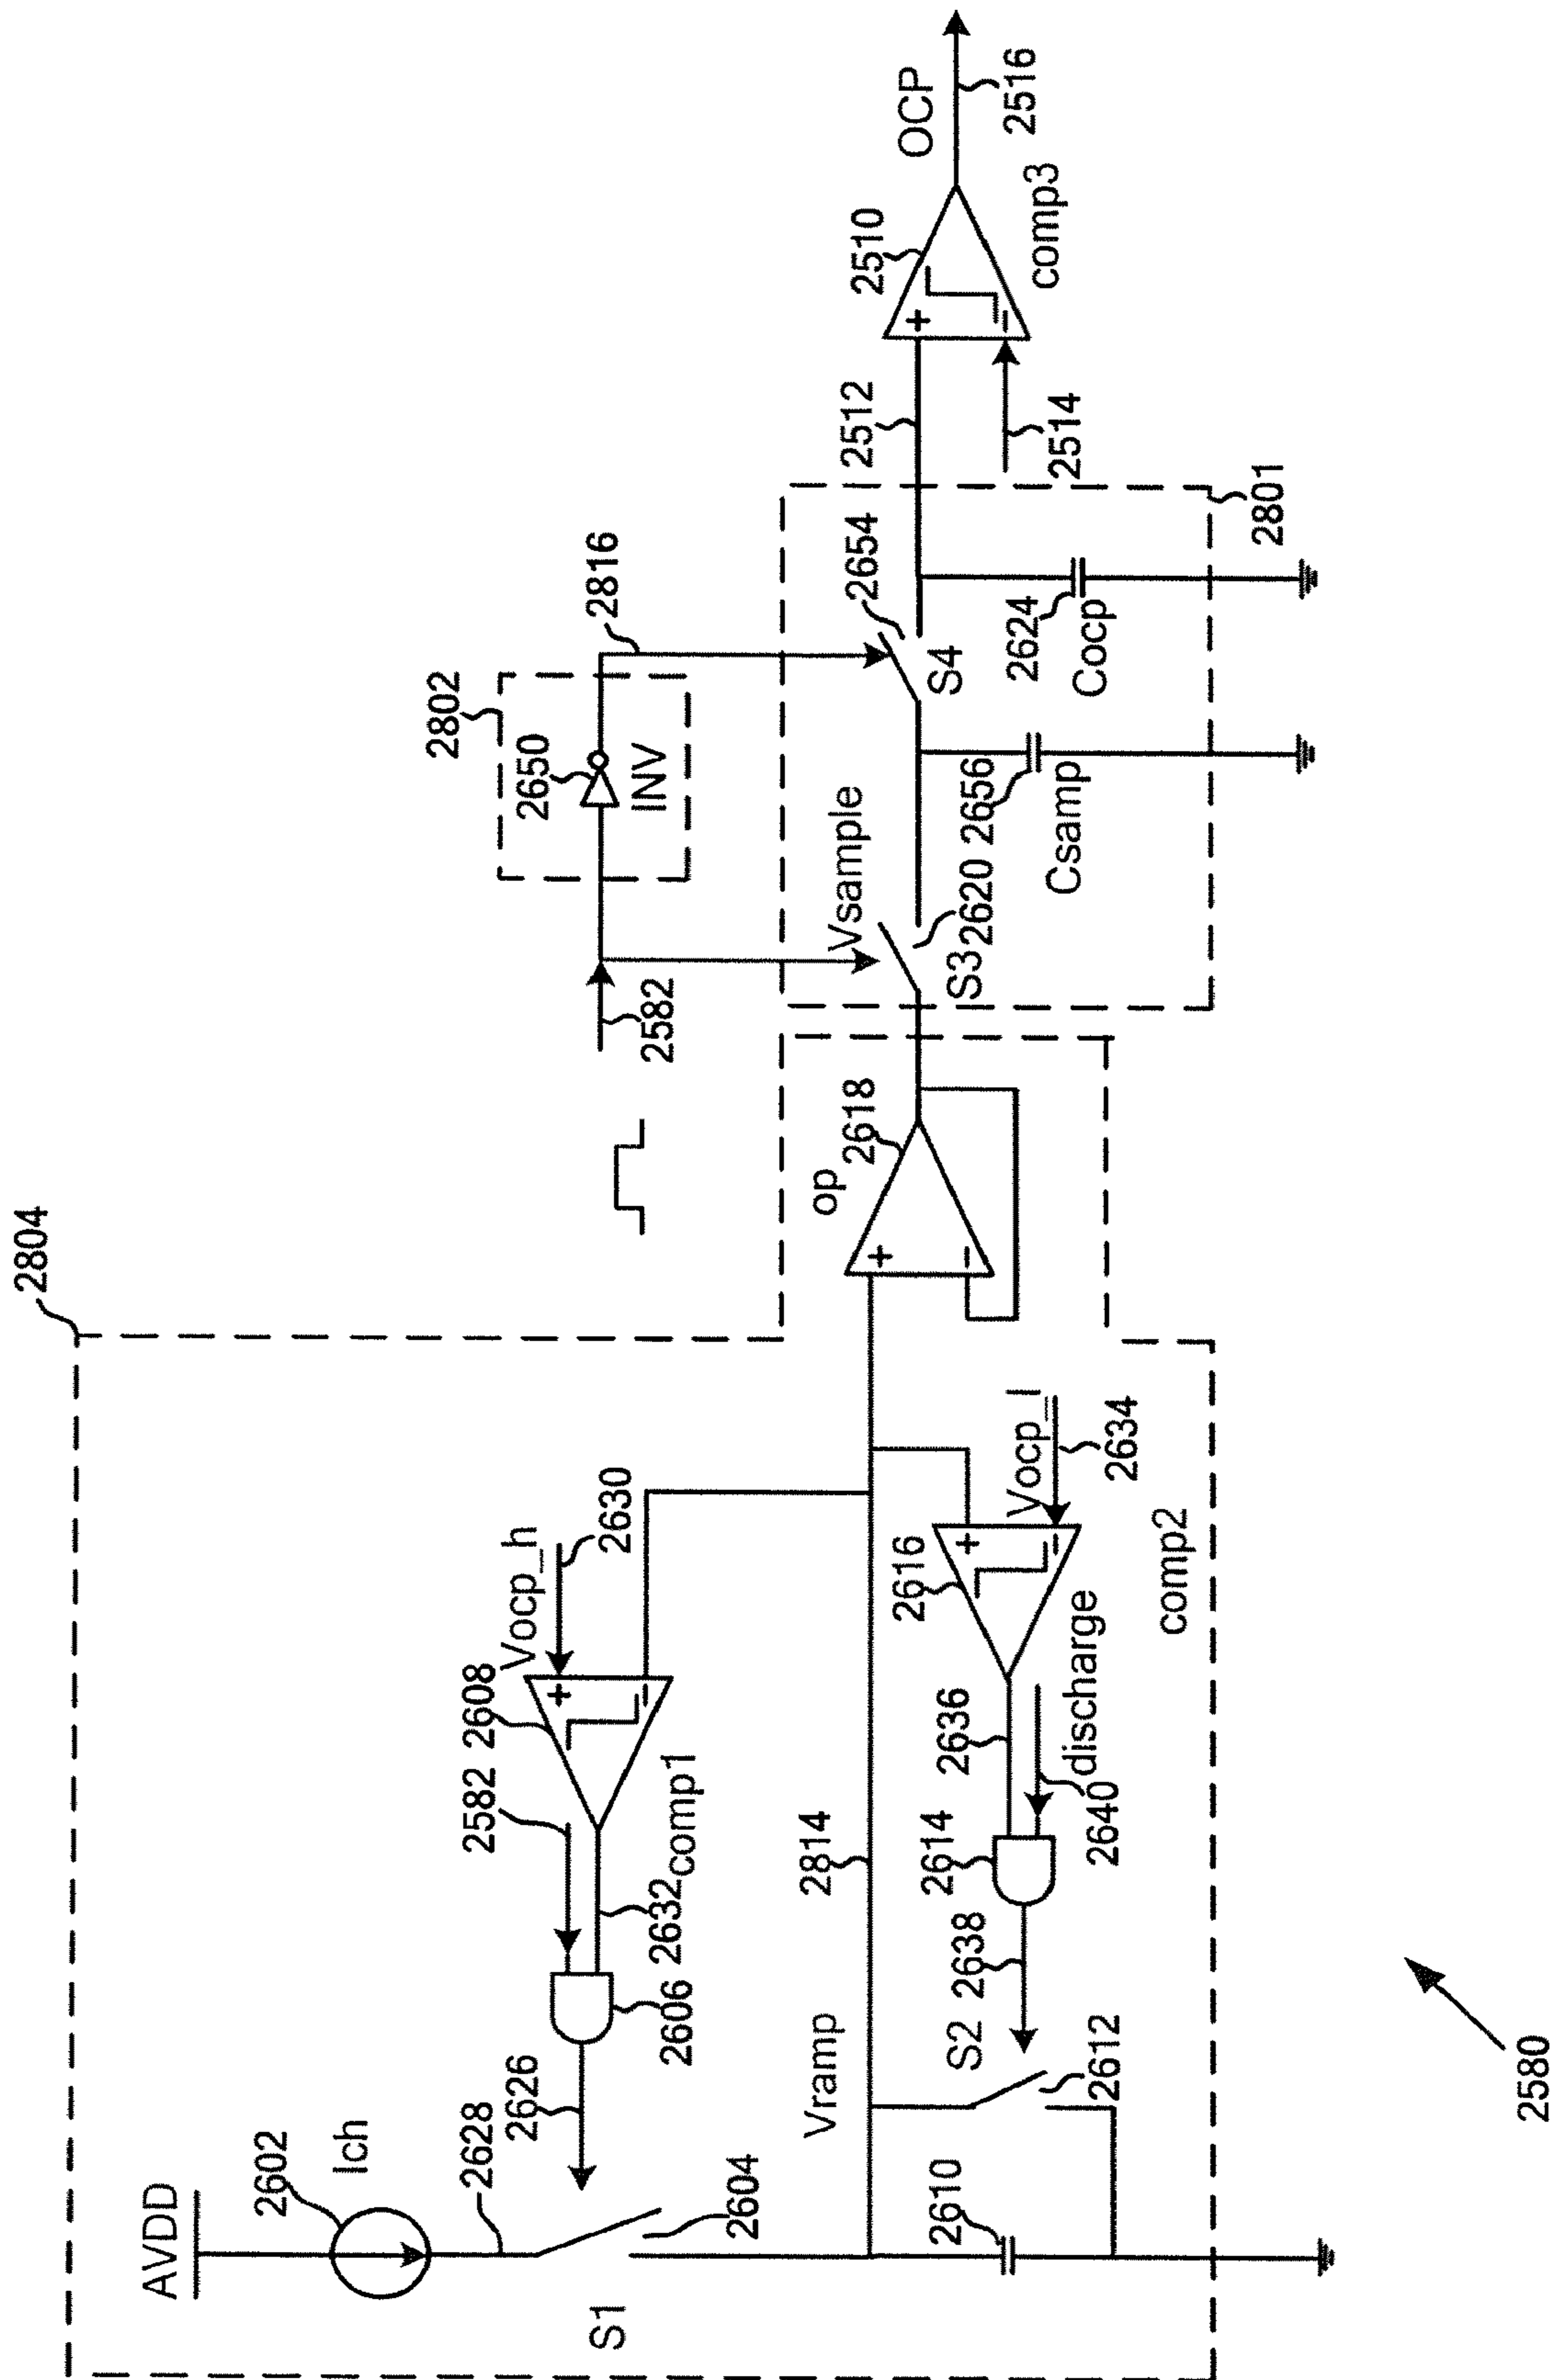 2804
AVDD
2602
Ich
2628
2626
S1
2604
2606
2582
2632
comp1
2608
Vocp_h
2630
Vramp
2814
2610
S2
2612
2638
2614
2636
2640
discharge
2616
Vocp_l
2634
comp2
op
2618
2582
2802
2650
INV
2816
Vsample
S3
2620
2656
Csamp
S4
2654
2624
Cocp
2801
2512
2514
2510
comp3
OCP
2516
2580
+
−
+
−
+
−
+
−